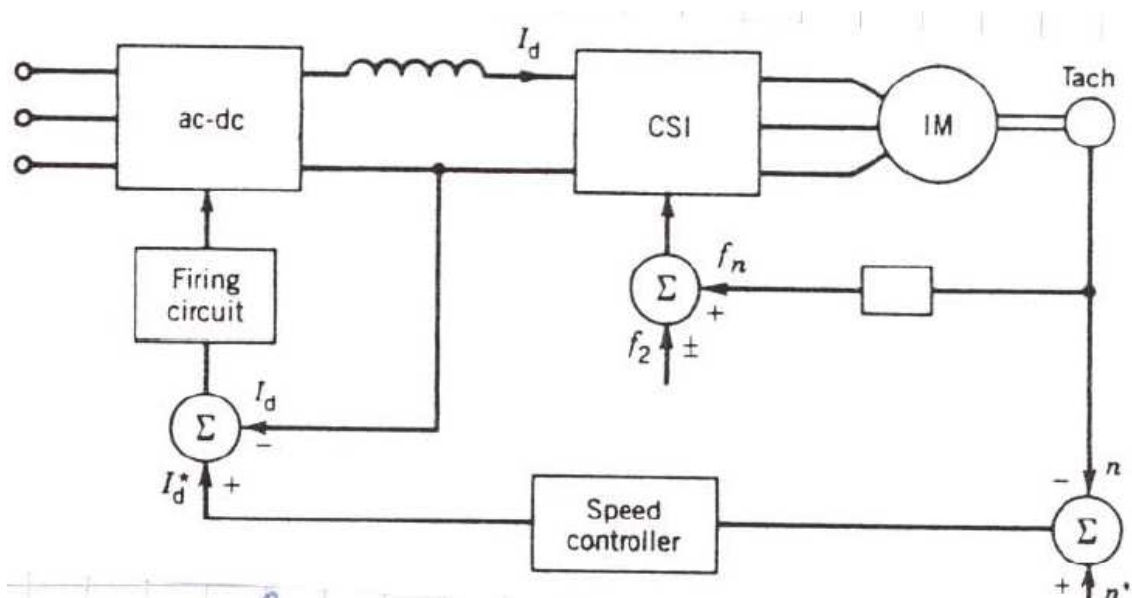 I_d
Tach
ac-dc
CSI
IM
Firing
circuit
f_n
Σ
+
f_2
±
I_d
Σ
-
I_d^*
+
Speed
controller
n
-
Σ
+
n*